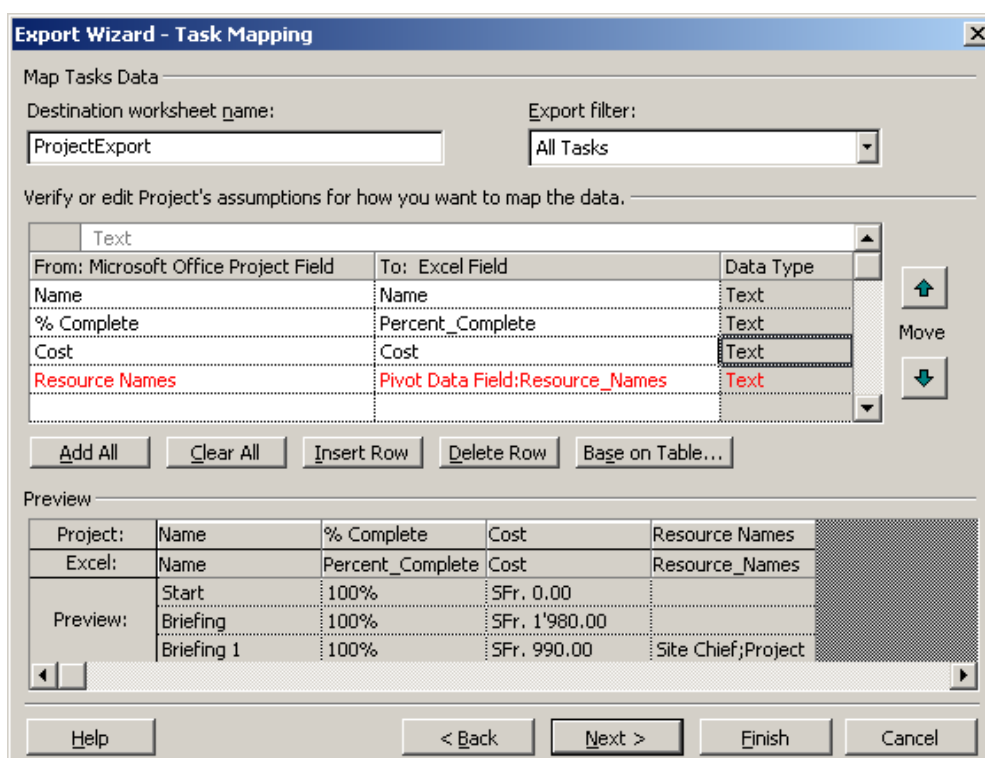 Export Wizard - Task Mapping
Map Tasks Data
Destination worksheet name: Export filter:
ProjectExport All Tasks
Verify or edit Project's assumptions for how you want to map the data.
Text
From: Microsoft Office Project Field To: Excel Field Data Type
Name Name Text
% Complete Percent_Complete Text
Cost Cost Text
Resource Names Pivot Data Field:Resource_Names Text
Move
Add All Clear All Insert Row Delete Row Base on Table...
Preview
Project: Name % Complete Cost Resource Names
Excel: Name Percent_Complete Cost Resource_Names
Preview: Start 100% SFr. 0.00
Briefing 100% SFr. 1'980.00
Briefing 1 100% SFr. 990.00 Site Chief;Project
Help < Back Next > Finish Cancel